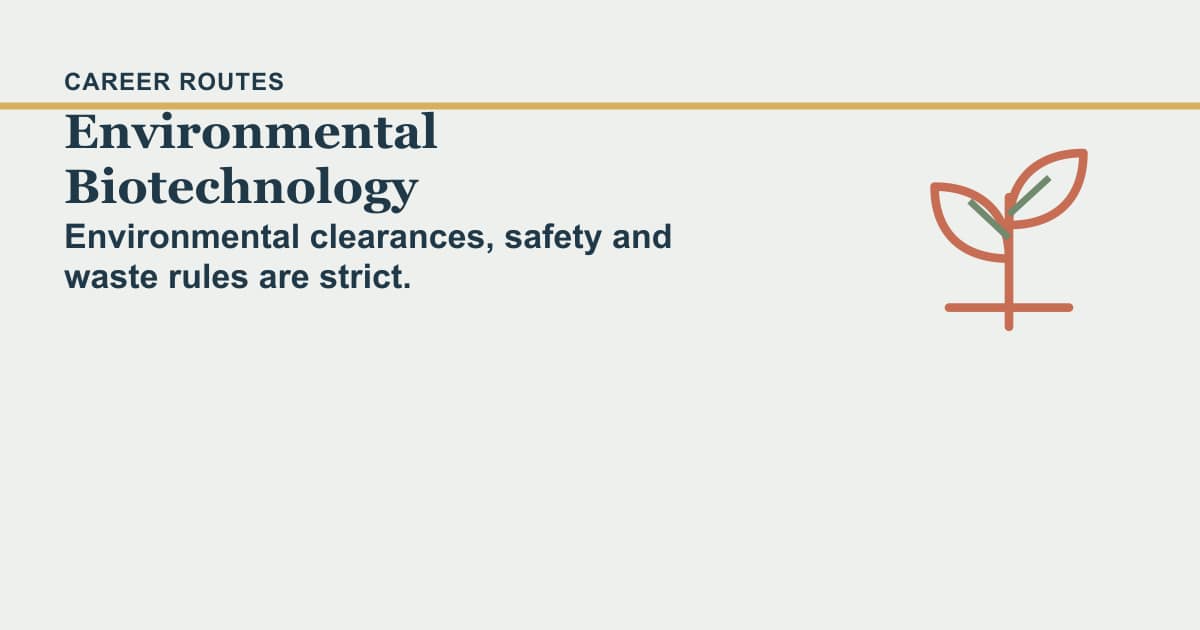 CAREER ROUTES
Environmental
Biotechnology
Environmental clearances, safety and
waste rules are strict.